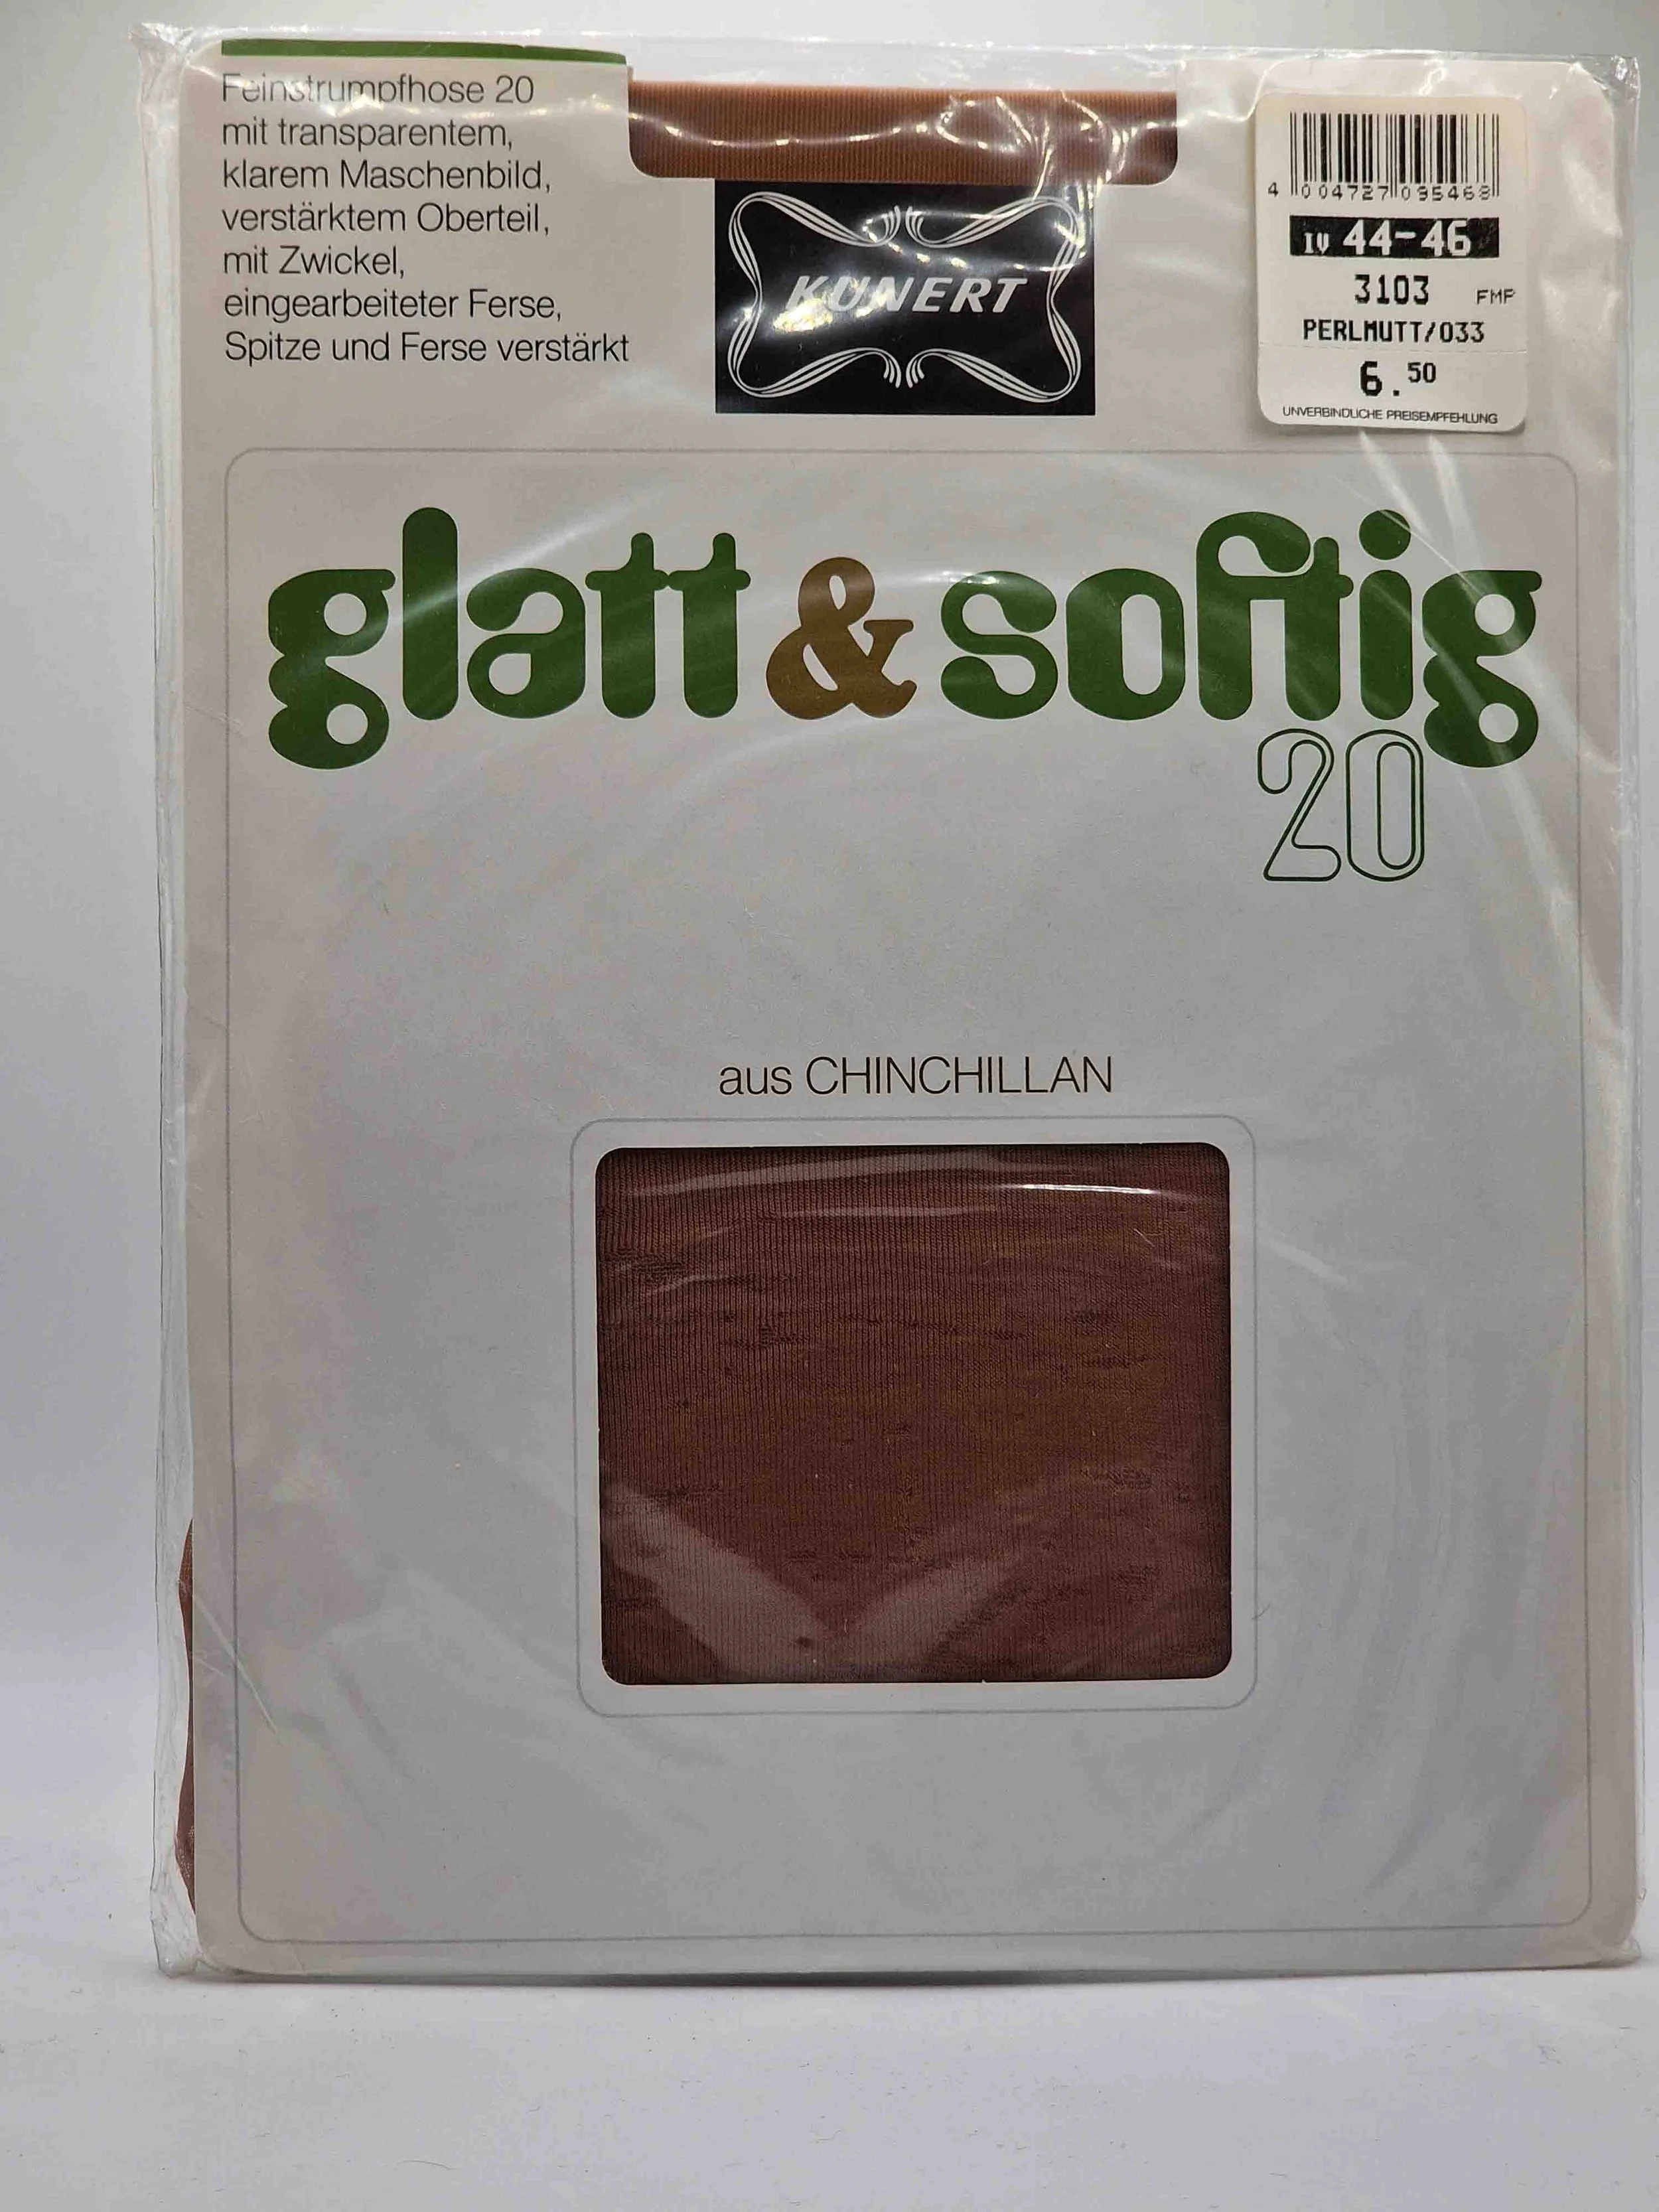 Feinstrumpfhose 20
mit transparentem,
klarem Maschenbild,
verstärktem Oberteil,
mit Zwickel,
eingearbeiteter Ferse,
Spitze und Ferse verstärkt
KUNERT
4 004727 095468
IV 44-46
3103 FMP
PERLMUTT/033
6.50
UNVERBINDLICHE PREISEMPFEHLUNG
glatt & softig
20
aus CHINCHILLAN